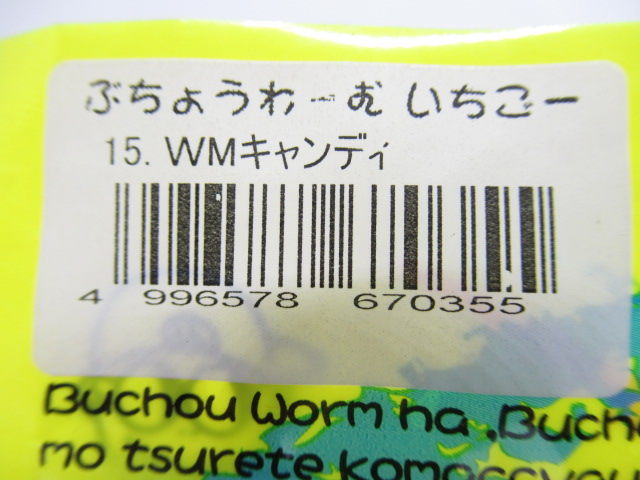 ぶちょうわーむ いちごー
15. WMキャンディ
4 996578 670355
Buchou Worm ha ,Buch
mo tsurete